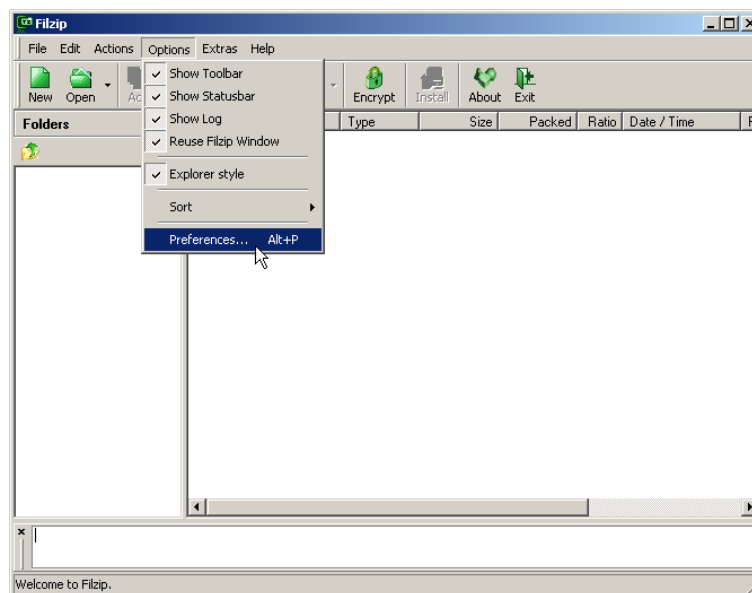 Filzip
File Edit Actions Options Extras Help
New Open Encrypt Install About Exit
Show Toolbar
Show Statusbar
Show Log
Reuse Filzip Window
Explorer style
Sort
Preferences... Alt+P
Folders
Type Size Packed Ratio Date / Time
Welcome to Filzip.